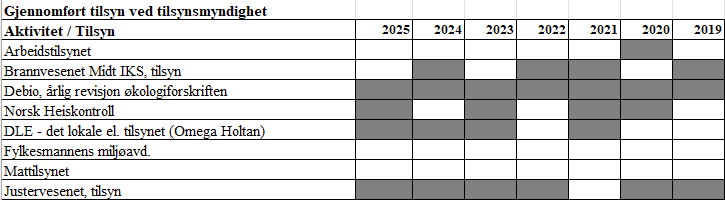 Gjennomført tilsyn ved tilsynsmyndighet
Aktivitet / Tilsyn 2025 2024 2023 2022 2021 2020 2019
Arbeidstilsynet
Brannvesenet Midt IKS, tilsyn
Debio, årlig revisjon økologiforskriften
Norsk Heiskontroll
DLE - det lokale el. tilsynet (Omega Holtan)
Fylkesmannens miljøavd.
Mattilsynet
Justervesenet, tilsyn